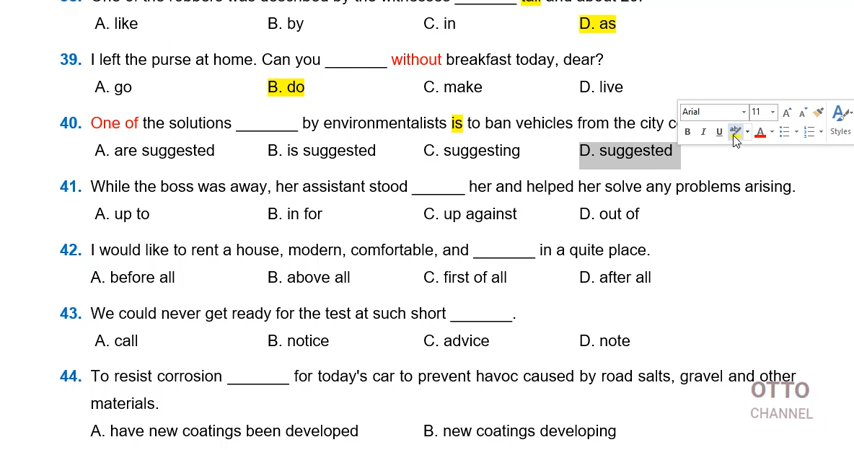 tall
A. like B. by C. in D. as
39. I left the purse at home. Can you _______ without breakfast today, dear?
A. go B. do C. make D. live
40. One of the solutions _______ by environmentalists is to ban vehicles from the city c
Arial 11
B I U Styles
A. are suggested B. is suggested C. suggesting D. suggested
41. While the boss was away, her assistant stood ______ her and helped her solve any problems arising.
A. up to B. in for C. up against D. out of
42. I would like to rent a house, modern, comfortable, and _______ in a quite place.
A. before all B. above all C. first of all D. after all
43. We could never get ready for the test at such short _______.
A. call B. notice C. advice D. note
44. To resist corrosion _______ for today's car to prevent havoc caused by road salts, gravel and other
materials.
A. have new coatings been developed B. new coatings developing
OTTO
CHANNEL